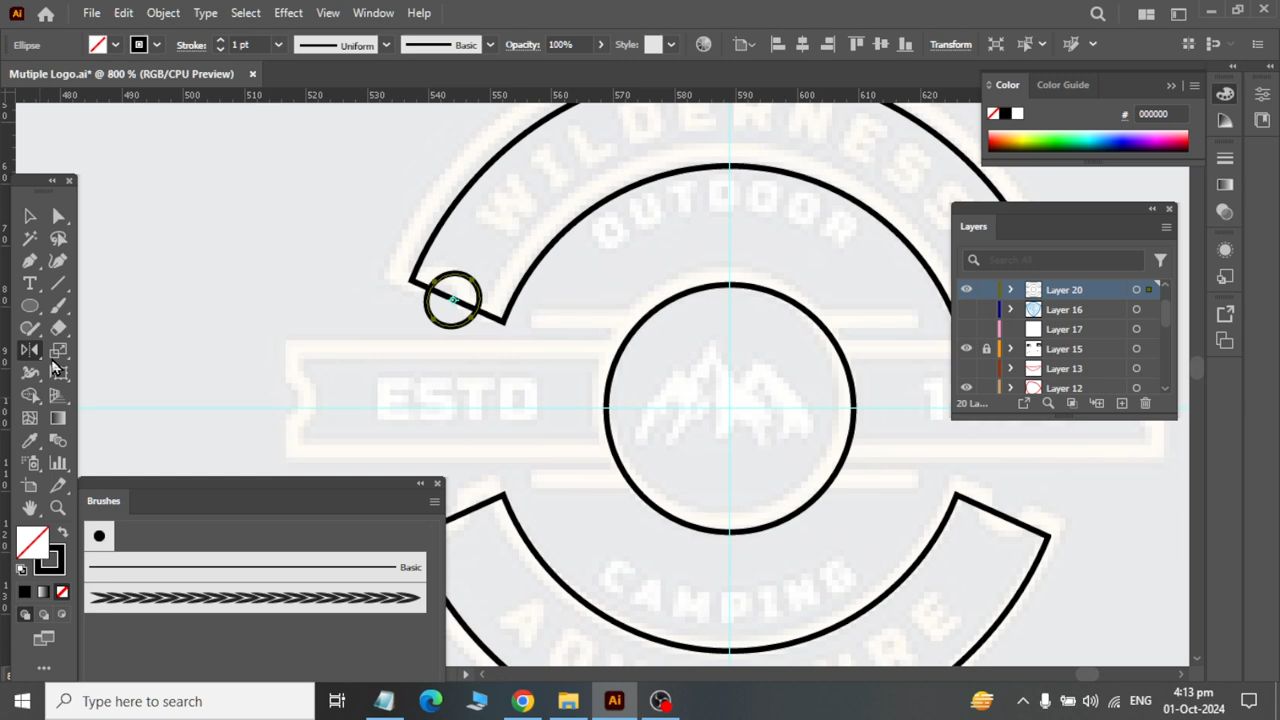 Ai File Edit Object Type Select Effect View Window Help
Ellipse Stroke: 1 pt Uniform Basic Opacity: 100% Style: Transform
Mutiple Logo.ai* @ 800 % (RGB/CPU Preview)
480 490 500 510 520 530 540 550 560 570 580 590 600 610 620
Color Color Guide
# 000000
WILDERNESS
OUTDOOR
Layers
Search All
Layer 20
Layer 16
Layer 17
Layer 15
Layer 13
Layer 12
20 La...
ESTD 1
CAMPING
Brushes
Basic
Type here to search
Ai
ENG
4:13 pm
01-Oct-2024